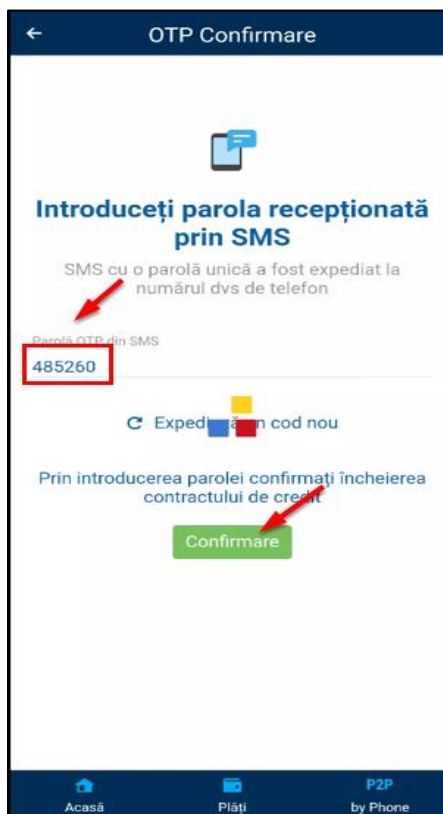 OTP Confirmare
Introduceți parola recepționată
prin SMS
SMS cu o parolă unică a fost expediat la
numărul dvs de telefon
Parolă OTP din SMS
485260
cod nou
Prin introducerea parolei confirmați încheierea
contractului de credit
Confirmare
Acasă
Plăți
P2P
by Phone